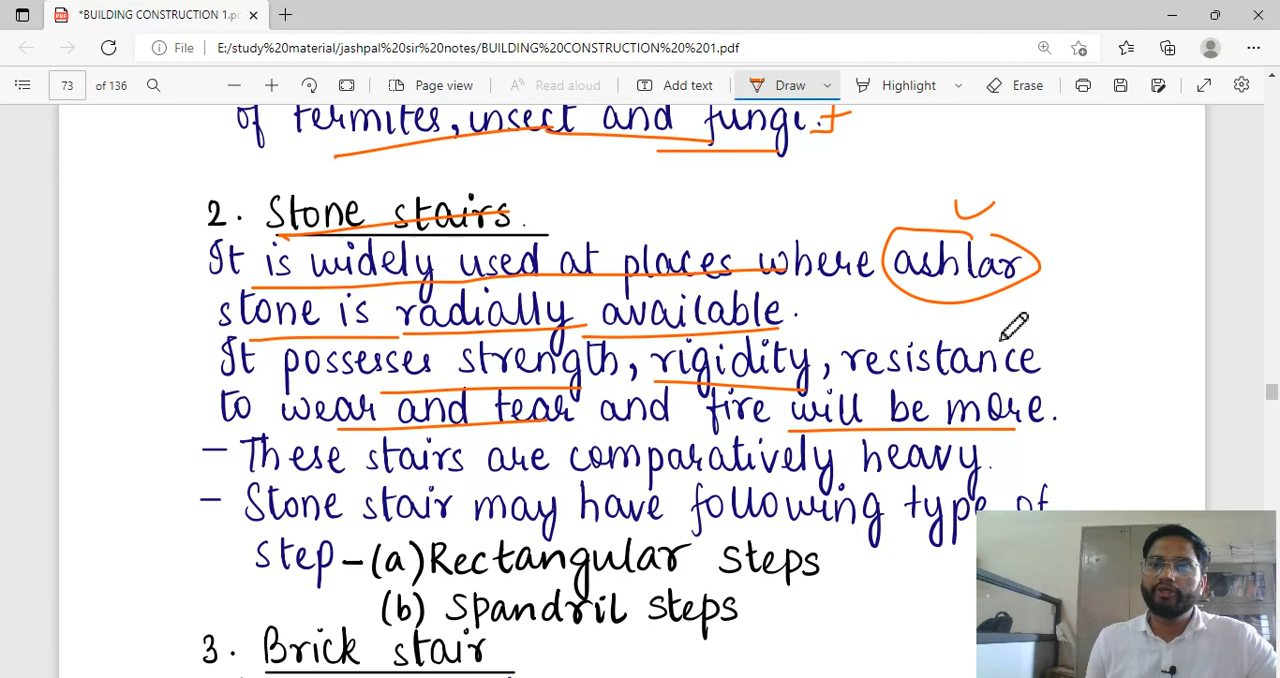 *BUILDING CONSTRUCTION 1.pd
File
E:/study%20material/jashpal%20sir%20notes/BUILDING%20CONSTRUCTION%20%201.pdf
73 of 136
Page view
Read aloud
Add text
Draw
Highlight
Erase
of termites, insect and fungi.
2. Stone stairs.
It is widely used at places where ashlar
stone is radially available.
It possesses strength, rigidity, resistance
to wear and tear and fire will be more.
- These stairs are comparatively heavy.
- Stone stair may have following type of
step - (a) Rectangular steps
(b) Spandril steps
3. Brick stair